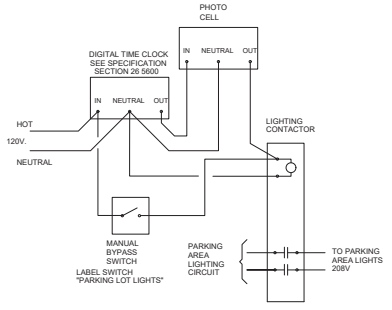 PHOTO
CELL
IN NEUTRAL OUT
DIGITAL TIME CLOCK
SEE SPECIFICATION
SECTION 26 5600
IN NEUTRAL OUT
HOT
120V.
NEUTRAL
LIGHTING
CONTACTOR
MANUAL
BYPASS
SWITCH
LABEL SWITCH
"PARKING LOT LIGHTS"
PARKING
AREA
LIGHTING
CIRCUIT
TO PARKING
AREA LIGHTS
208V